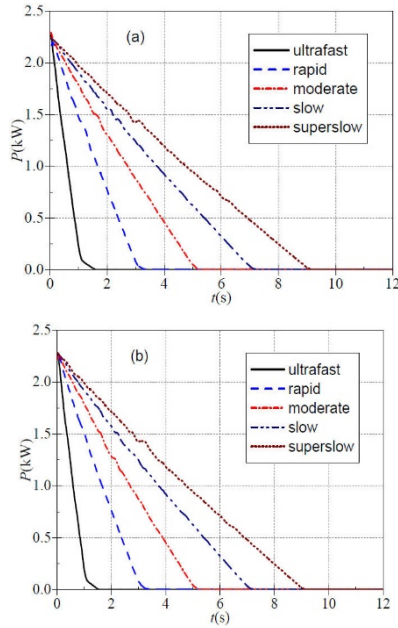 2.5
(a)
ultrafast
rapid
moderate
slow
superslow
2.0
1.5
1.0
0.5
0.0
P(kW)
0 2 4 6 8 10 12
t(s)
2.5
(b)
ultrafast
rapid
moderate
slow
superslow
2.0
1.5
1.0
0.5
0.0
P(kW)
0 2 4 6 8 10 12
t(s)